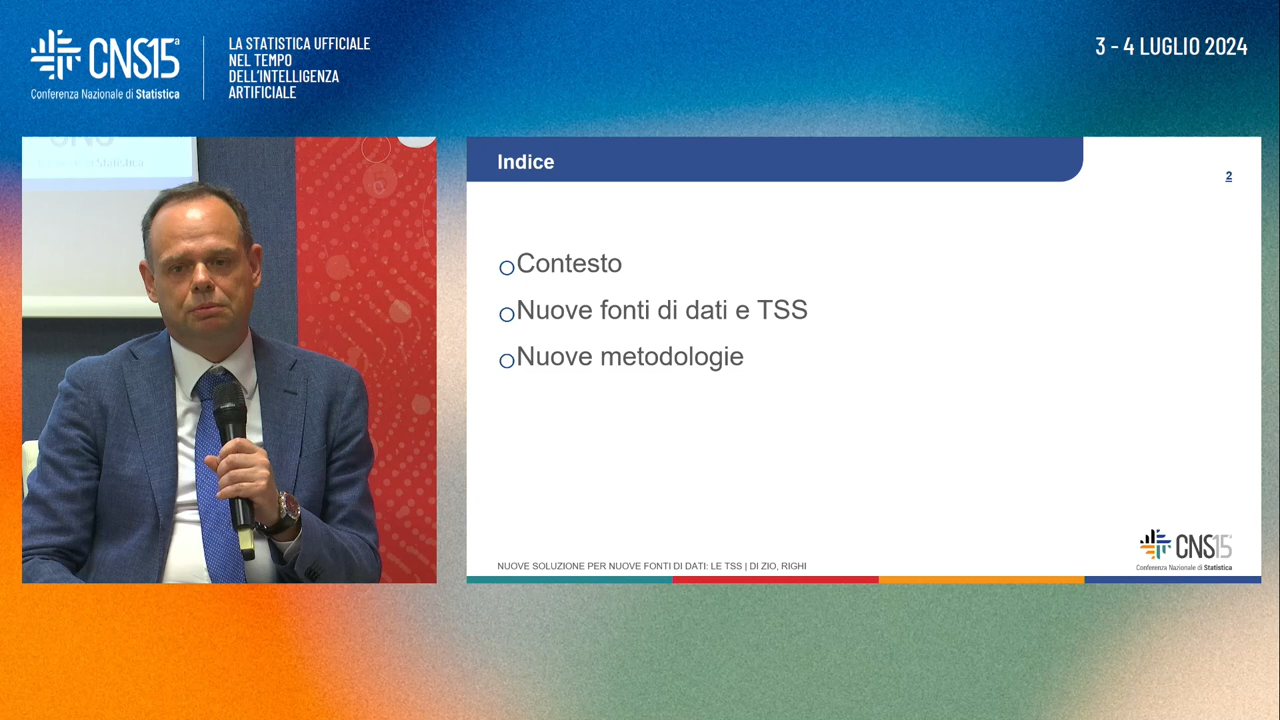 CNS15ª
Conferenza Nazionale di Statistica
LA STATISTICA UFFICIALE
NEL TEMPO
DELL'INTELLIGENZA
ARTIFICIALE
3 - 4 LUGLIO 2024
Indice
2
Contesto
Nuove fonti di dati e TSS
Nuove metodologie
NUOVE SOLUZIONE PER NUOVE FONTI DI DATI: LE TSS | DI ZIO, RIGHI
CNS15ª
Conferenza Nazionale di Statistica